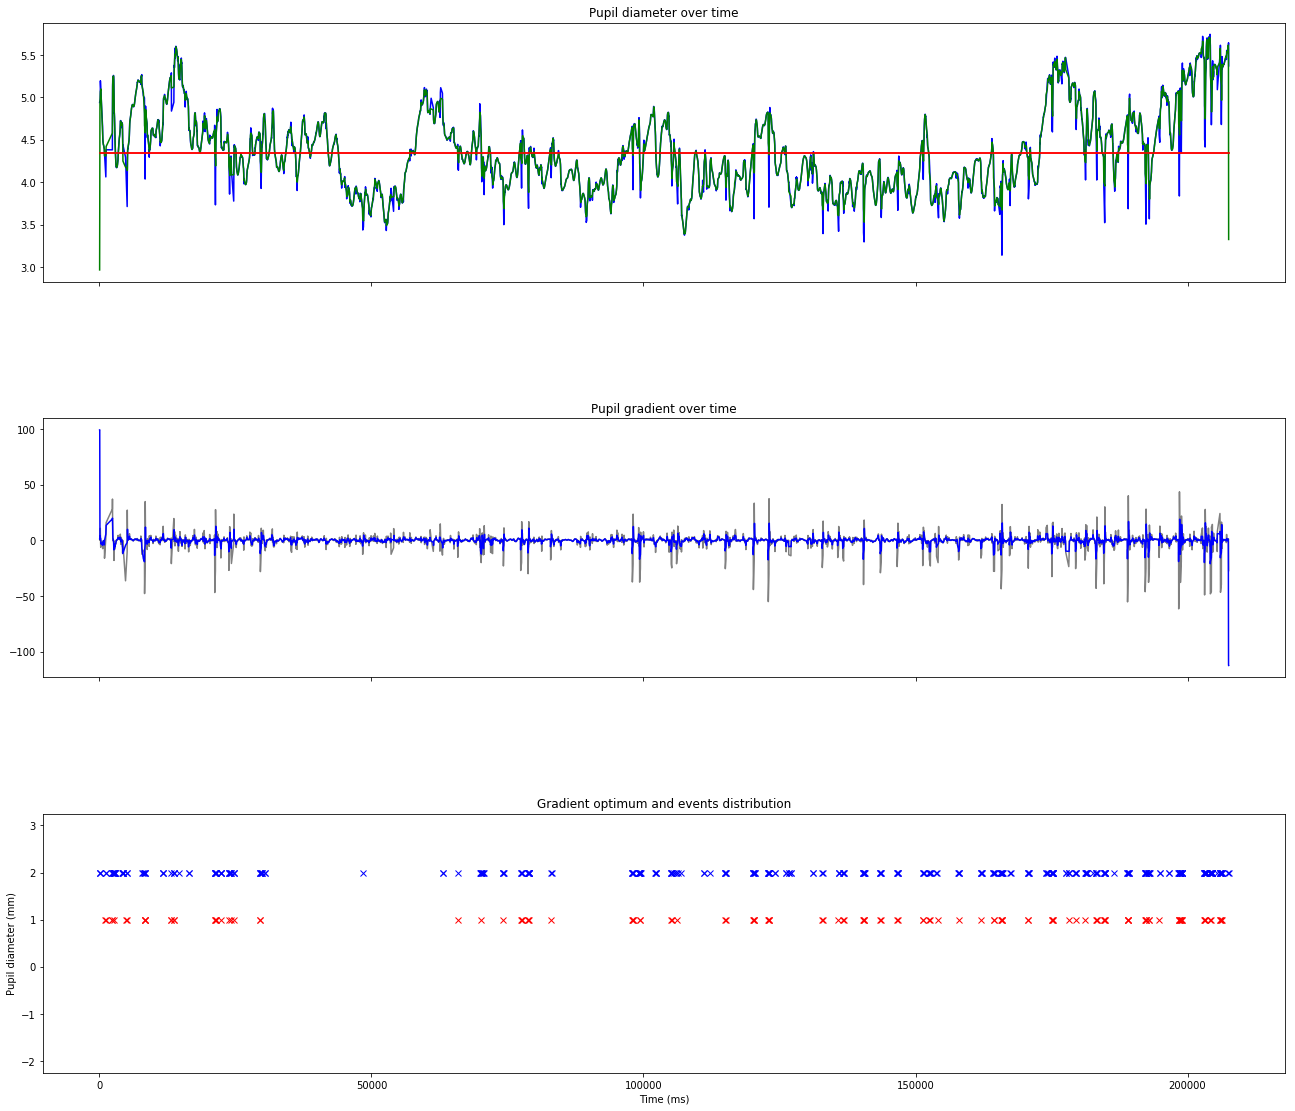 Pupil diameter over time
5.5
5.0
4.5
4.0
3.5
3.0
Pupil gradient over time
100
50
0
−50
−100
Gradient optimum and events distribution
3
2
1
0
−1
−2
Pupil diameter (mm)
0 50000 100000 150000 200000
Time (ms)